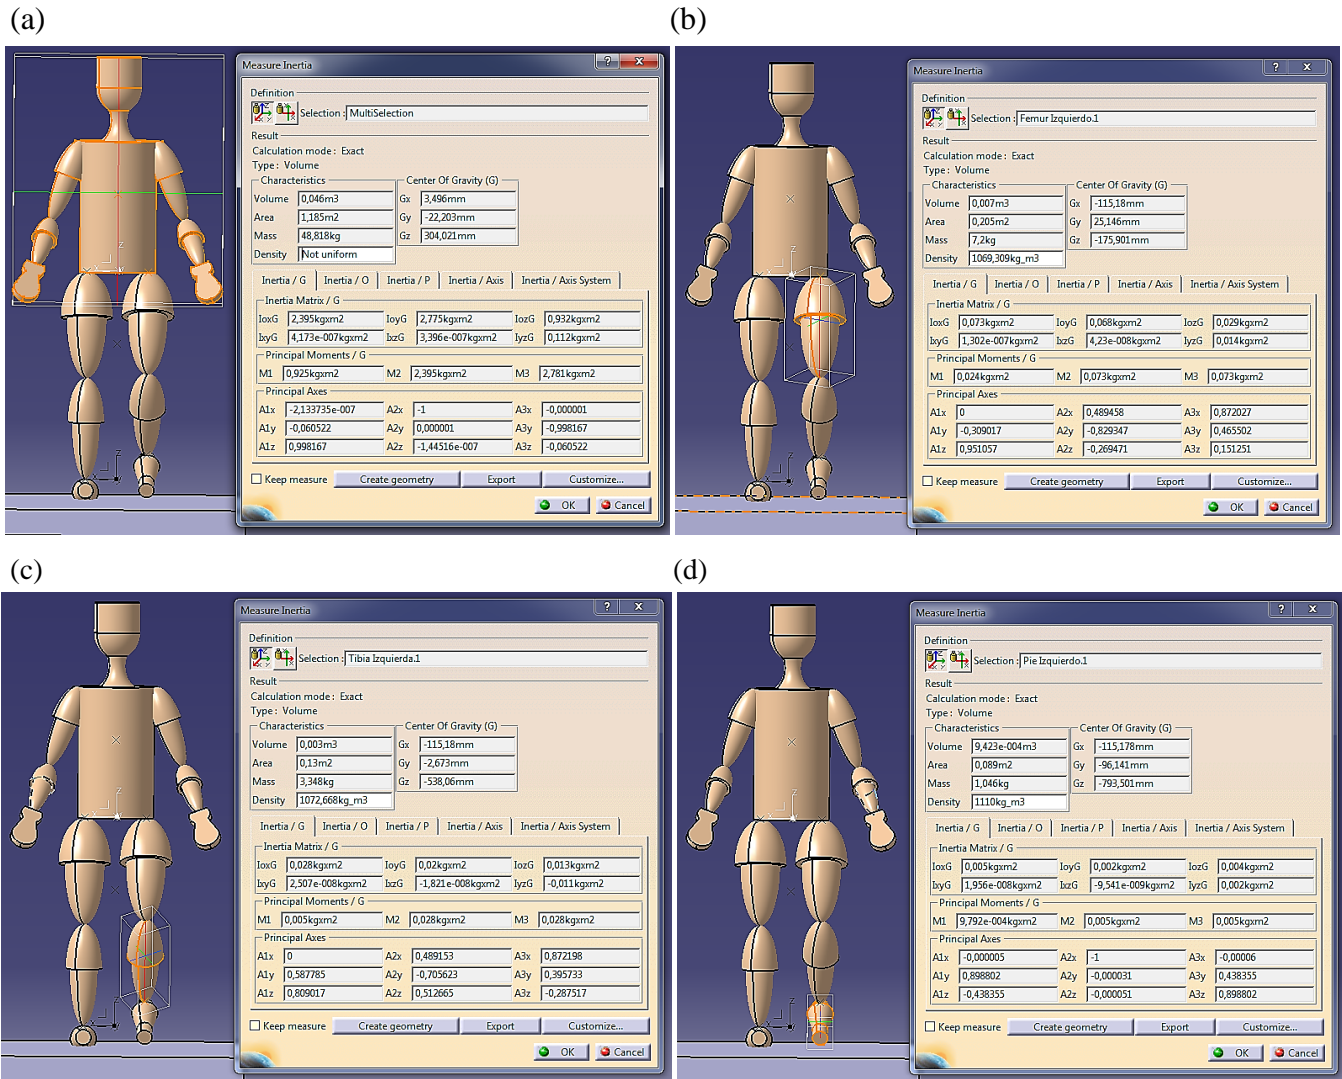 (a)
Measure Inertia
Definition
Selection : MultiSelection
Result
Calculation mode : Exact
Type : Volume
Characteristics Center Of Gravity (G)
Volume 0,046m3 Gx 3,496mm
Area 1,185m2 Gy -22,203mm
Mass 48,818kg Gz 304,021mm
Density Not uniform
Inertia / G Inertia / O Inertia / P Inertia / Axis Inertia / Axis System
Inertia Matrix / G
IoxG 2,395kgxm2 IoyG 2,775kgxm2 IozG 0,932kgxm2
IxyG 4,173e-007kgxm2 IxzG 3,396e-007kgxm2 IyzG 0,112kgxm2
Principal Moments / G
M1 0,925kgxm2 M2 2,395kgxm2 M3 2,781kgxm2
Principal Axes
A1x -2,133735e-007 A2x -1 A3x -0,000001
A1y -0,060522 A2y 0,000001 A3y -0,998167
A1z 0,998167 A2z -1,44516e-007 A3z -0,060522
Keep measure Create geometry Export Customize...
OK Cancel
(b)
Measure Inertia
Definition
Selection : Femur Izquierdo.1
Result
Calculation mode : Exact
Type : Volume
Characteristics Center Of Gravity (G)
Volume 0,007m3 Gx -115,18mm
Area 0,205m2 Gy 25,146mm
Mass 7,2kg Gz -175,901mm
Density 1069,309kg_m3
Inertia / G Inertia / O Inertia / P Inertia / Axis Inertia / Axis System
Inertia Matrix / G
IoxG 0,073kgxm2 IoyG 0,068kgxm2 IozG 0,029kgxm2
IxyG 1,302e-007kgxm2 IxzG 4,23e-008kgxm2 IyzG 0,014kgxm2
Principal Moments / G
M1 0,024kgxm2 M2 0,073kgxm2 M3 0,073kgxm2
Principal Axes
A1x 0 A2x 0,489458 A3x 0,872027
A1y -0,309017 A2y -0,829347 A3y 0,465502
A1z 0,951057 A2z -0,269471 A3z 0,151251
Keep measure Create geometry Export Customize...
OK Cancel
(c)
Measure Inertia
Definition
Selection : Tibia Izquierda.1
Result
Calculation mode : Exact
Type : Volume
Characteristics Center Of Gravity (G)
Volume 0,003m3 Gx -115,18mm
Area 0,13m2 Gy -2,673mm
Mass 3,348kg Gz -538,06mm
Density 1072,668kg_m3
Inertia / G Inertia / O Inertia / P Inertia / Axis Inertia / Axis System
Inertia Matrix / G
IoxG 0,028kgxm2 IoyG 0,02kgxm2 IozG 0,013kgxm2
IxyG 2,507e-008kgxm2 IxzG -1,821e-008kgxm2 IyzG -0,011kgxm2
Principal Moments / G
M1 0,005kgxm2 M2 0,028kgxm2 M3 0,028kgxm2
Principal Axes
A1x 0 A2x 0,489153 A3x 0,872198
A1y 0,587785 A2y -0,705623 A3y 0,395733
A1z 0,809017 A2z 0,512665 A3z -0,287517
Keep measure Create geometry Export Customize...
OK Cancel
(d)
Measure Inertia
Definition
Selection : Pie Izquierdo.1
Result
Calculation mode : Exact
Type : Volume
Characteristics Center Of Gravity (G)
Volume 9,423e-004m3 Gx -115,178mm
Area 0,089m2 Gy -96,141mm
Mass 1,046kg Gz -793,501mm
Density 1110kg_m3
Inertia / G Inertia / O Inertia / P Inertia / Axis Inertia / Axis System
Inertia Matrix / G
IoxG 0,005kgxm2 IoyG 0,002kgxm2 IozG 0,004kgxm2
IxyG 1,956e-008kgxm2 IxzG -9,541e-009kgxm2 IyzG 0,002kgxm2
Principal Moments / G
M1 9,792e-004kgxm2 M2 0,005kgxm2 M3 0,005kgxm2
Principal Axes
A1x -0,000005 A2x -1 A3x -0,00006
A1y 0,898802 A2y -0,000031 A3y 0,438355
A1z -0,438355 A2z -0,000051 A3z 0,898802
Keep measure Create geometry Export Customize...
OK Cancel